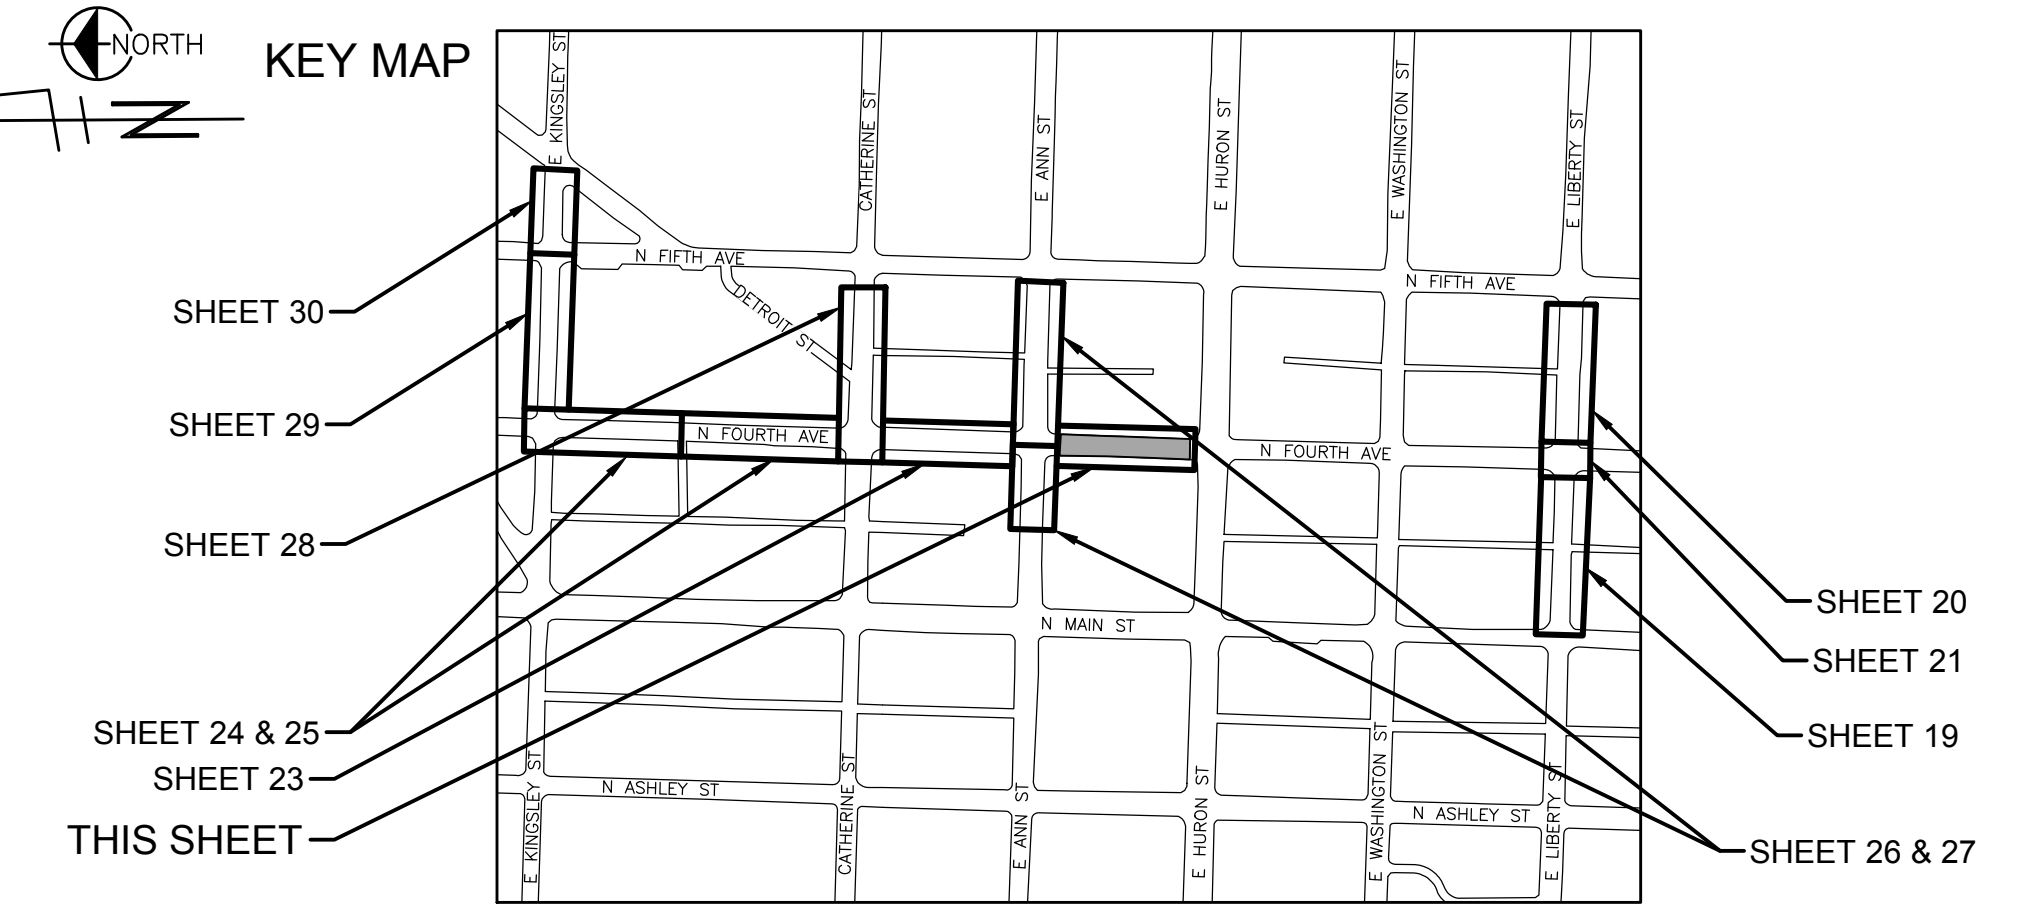 NORTH
KEY MAP
E KINGSLEY ST
CATHERINE ST
E ANN ST
E HURON ST
E WASHINGTON ST
E LIBERTY ST
N FIFTH AVE
N FIFTH AVE
DETROIT ST
SHEET 30
SHEET 29
N FOURTH AVE
N FOURTH AVE
SHEET 28
SHEET 20
N MAIN ST
SHEET 21
SHEET 24 & 25
SHEET 19
SHEET 23
N ASHLEY ST
N ASHLEY ST
THIS SHEET
SHEET 26 & 27
E KINGSLEY ST
CATHERINE ST
E ANN ST
E HURON ST
E WASHINGTON ST
E LIBERTY ST